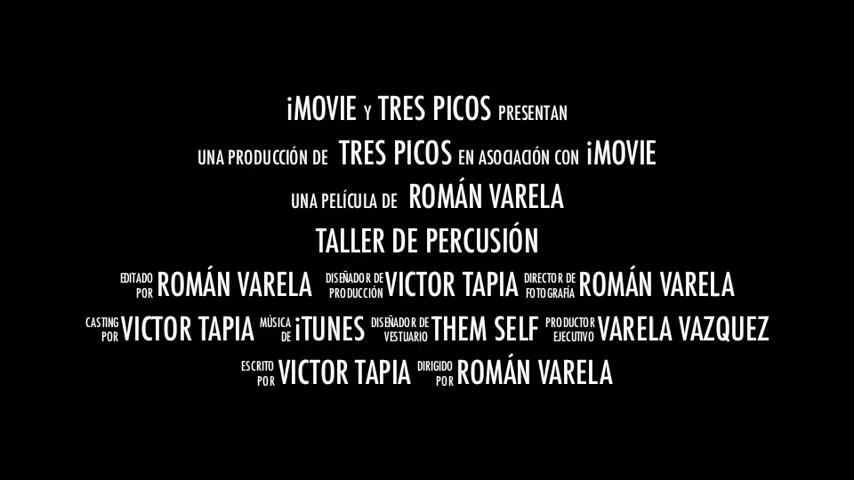 iMOVIE Y TRES PICOS PRESENTAN
UNA PRODUCCIÓN DE TRES PICOS EN ASOCIACIÓN CON iMOVIE
UNA PELÍCULA DE ROMÁN VARELA
TALLER DE PERCUSIÓN
EDITADO POR ROMÁN VARELA DISEÑADOR DE PRODUCCIÓN VICTOR TAPIA DIRECTOR DE FOTOGRAFÍA ROMÁN VARELA
CASTING POR VICTOR TAPIA MÚSICA DE iTUNES DISEÑADOR DE VESTUARIO THEM SELF PRODUCTOR EJECUTIVO VARELA VAZQUEZ
ESCRITO POR VICTOR TAPIA DIRIGIDO POR ROMÁN VARELA